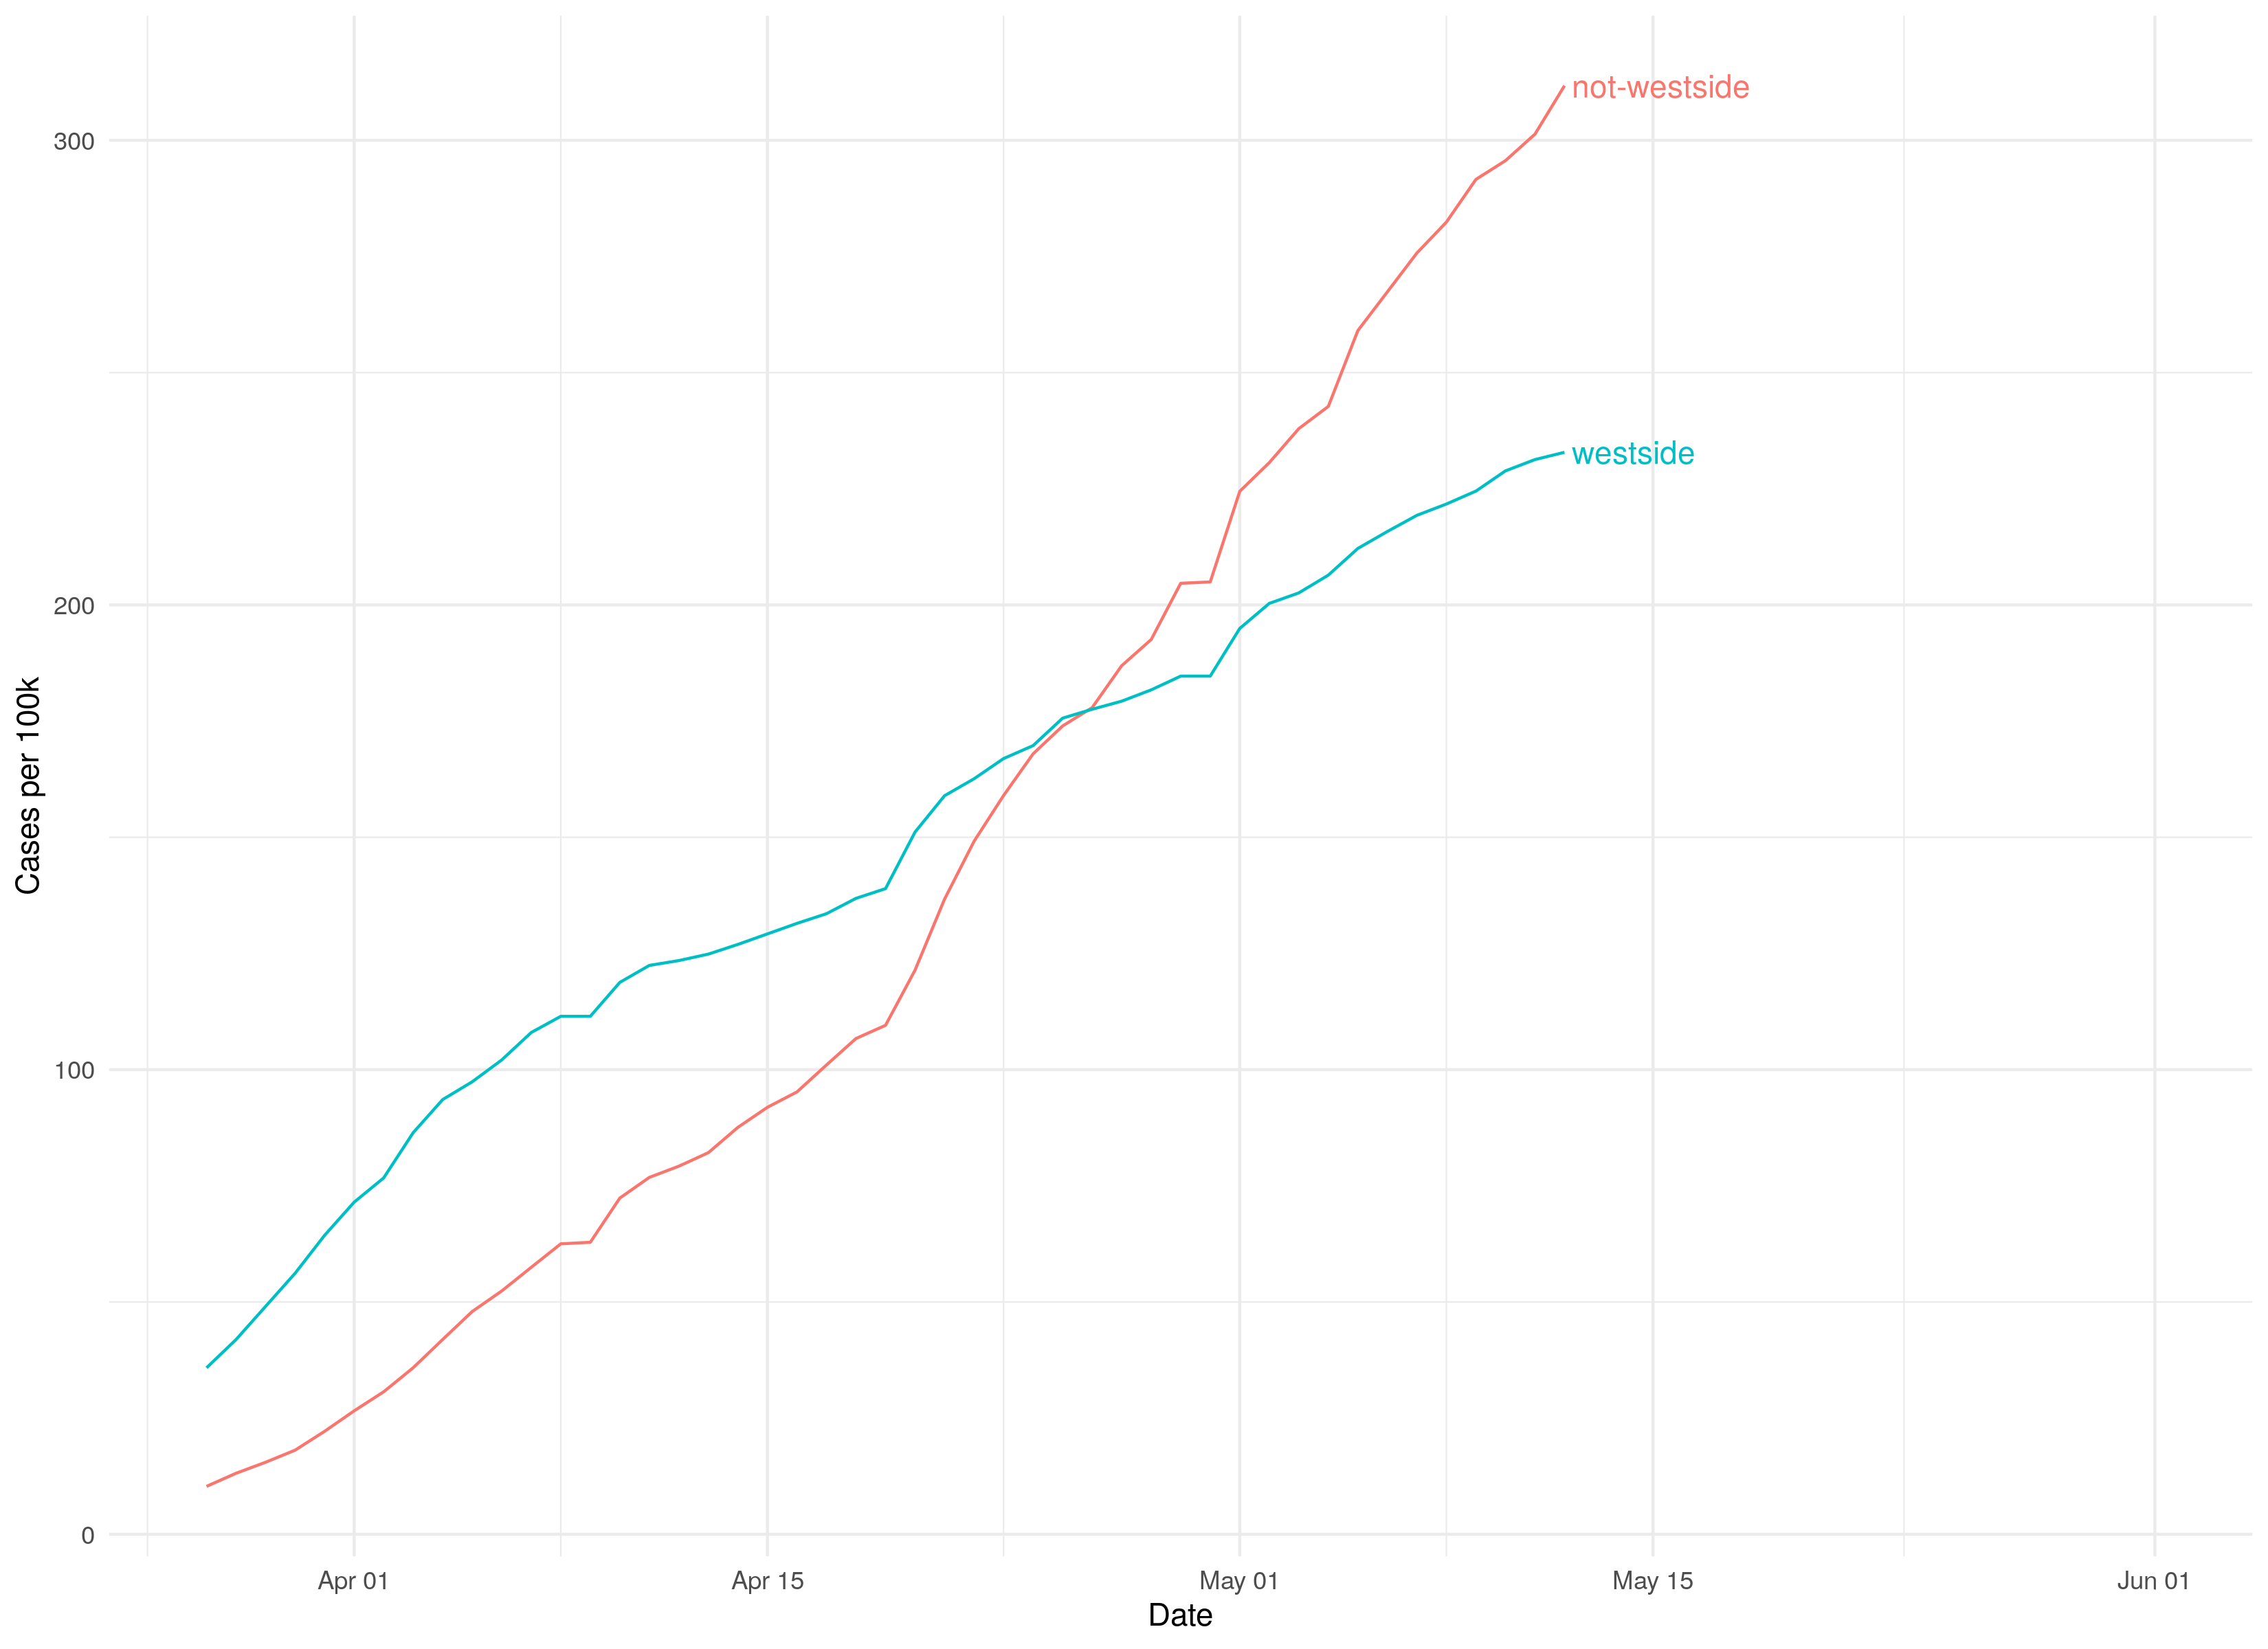 not-westside
300
westside
200
Cases per 100k
100
0
Apr 01
Apr 15
May 01
May 15
Jun 01
Date